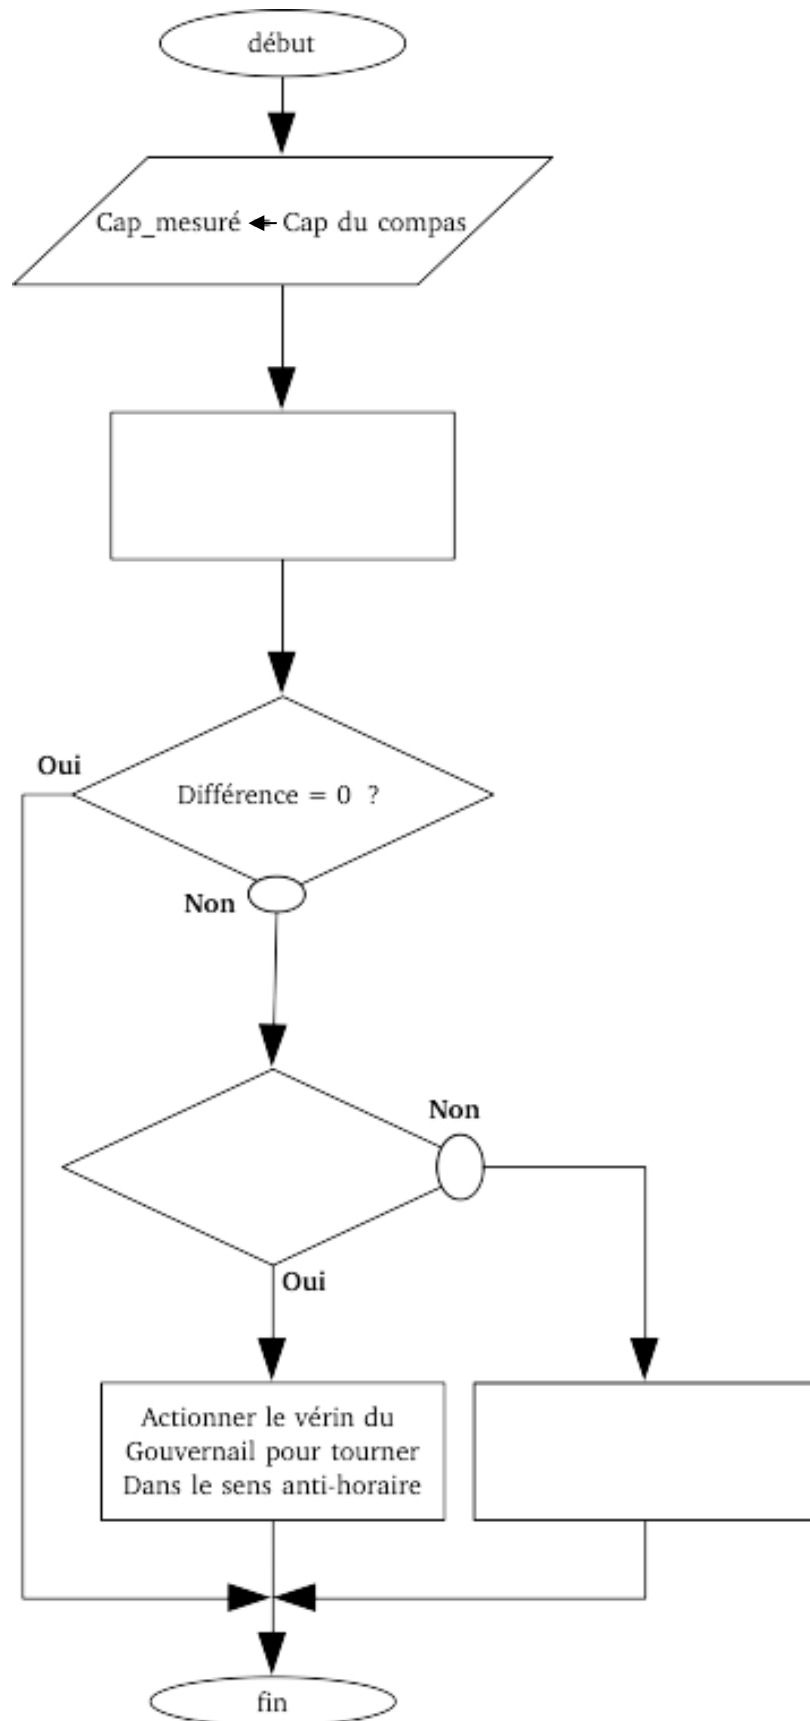 début
Cap_mesuré ← Cap du compas
Oui
Différence = 0 ?
Non
Non
Oui
Actionner le vérin du
Gouvernail pour tourner
Dans le sens anti-horaire
fin